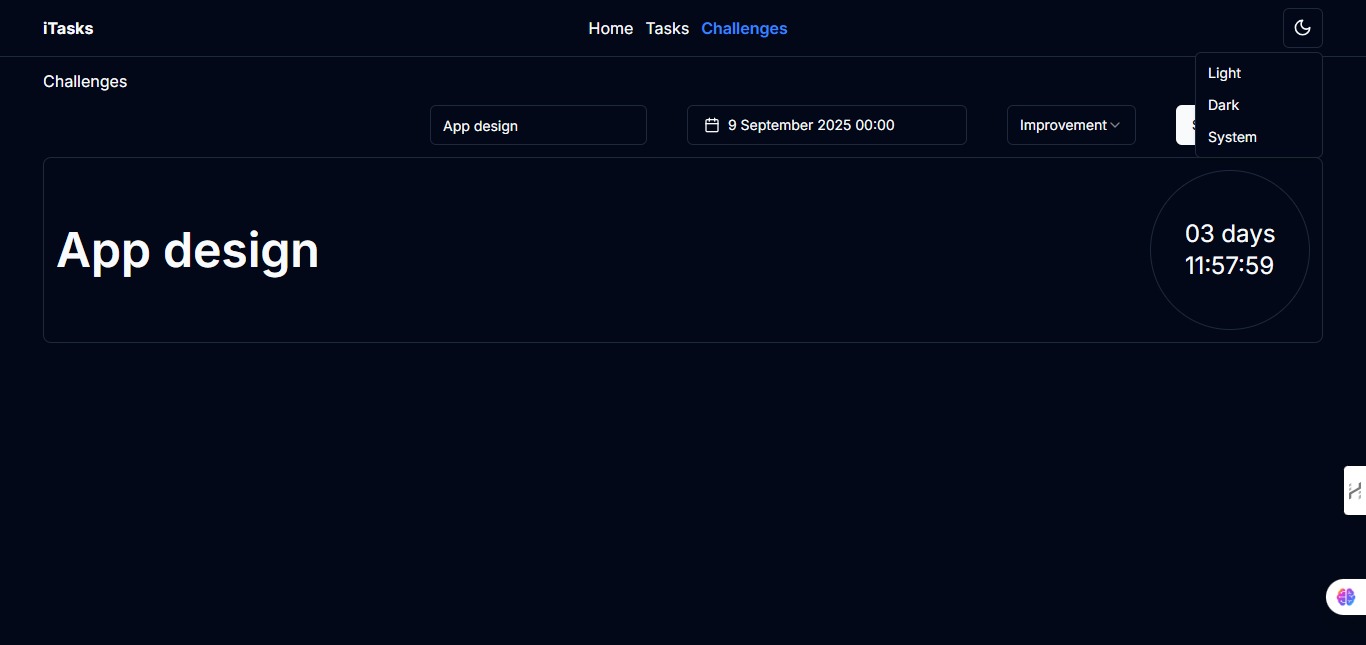 iTasks
Home Tasks Challenges
Challenges
Light
Dark
System
App design
9 September 2025 00:00
Improvement
App design
03 days
11:57:59